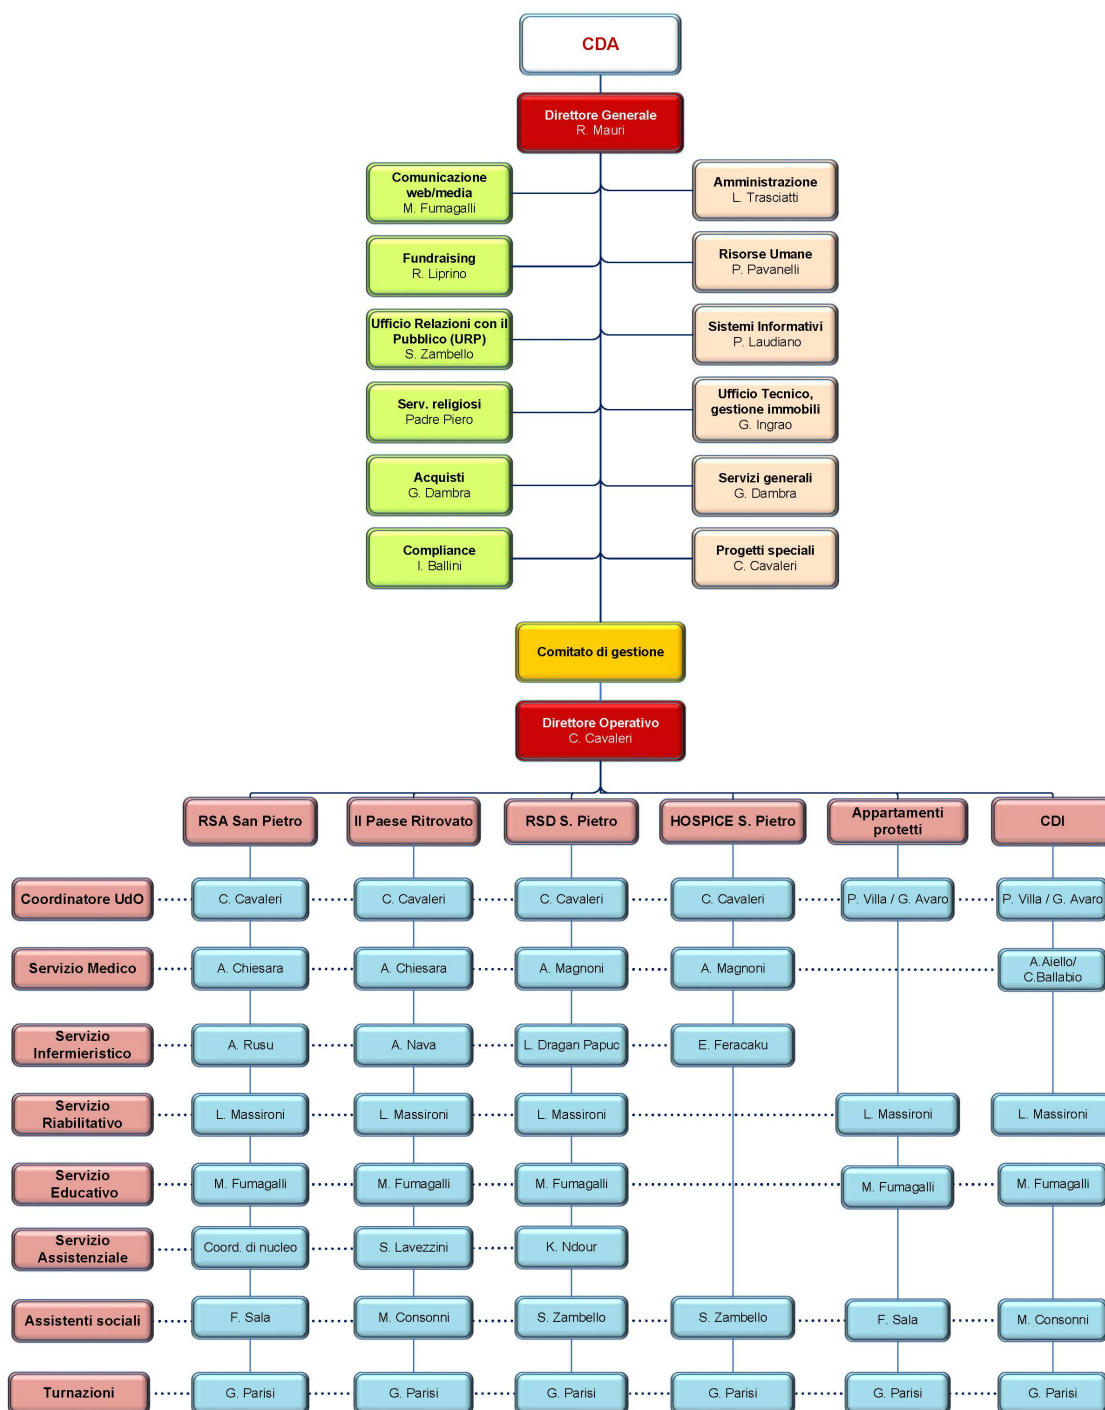 CDA
Direttore Generale
R. Mauri
Comunicazione
web/media
M. Fumagalli
Amministrazione
L. Trasciatti
Fundraising
R. Liprino
Risorse Umane
P. Pavanelli
Ufficio Relazioni con il
Pubblico (URP)
S. Zambello
Sistemi Informativi
P. Laudiano
Serv. religiosi
Padre Piero
Ufficio Tecnico,
gestione immobili
G. Ingrao
Acquisti
G. Dambra
Servizi generali
G. Dambra
Compliance
I. Ballini
Progetti speciali
C. Cavaleri
Comitato di gestione
Direttore Operativo
C. Cavaleri
RSA San Pietro
Il Paese Ritrovato
RSD S. Pietro
HOSPICE S. Pietro
Appartamenti
protetti
CDI
Coordinatore UdO
C. Cavaleri
C. Cavaleri
C. Cavaleri
C. Cavaleri
P. Villa / G. Avaro
P. Villa / G. Avaro
Servizio Medico
A. Chiesara
A. Chiesara
A. Magnoni
A. Magnoni
A.Aiello/
C.Ballabio
Servizio
Infermieristico
A. Rusu
A. Nava
L. Dragan Papuc
E. Feracaku
Servizio
Riabilitativo
L. Massironi
L. Massironi
L. Massironi
L. Massironi
L. Massironi
Servizio
Educativo
M. Fumagalli
M. Fumagalli
M. Fumagalli
M. Fumagalli
M. Fumagalli
Servizio
Assistenziale
Coord. di nucleo
S. Lavezzini
K. Ndour
Assistenti sociali
F. Sala
M. Consonni
S. Zambello
S. Zambello
F. Sala
M. Consonni
Turnazioni
G. Parisi
G. Parisi
G. Parisi
G. Parisi
G. Parisi
G. Parisi